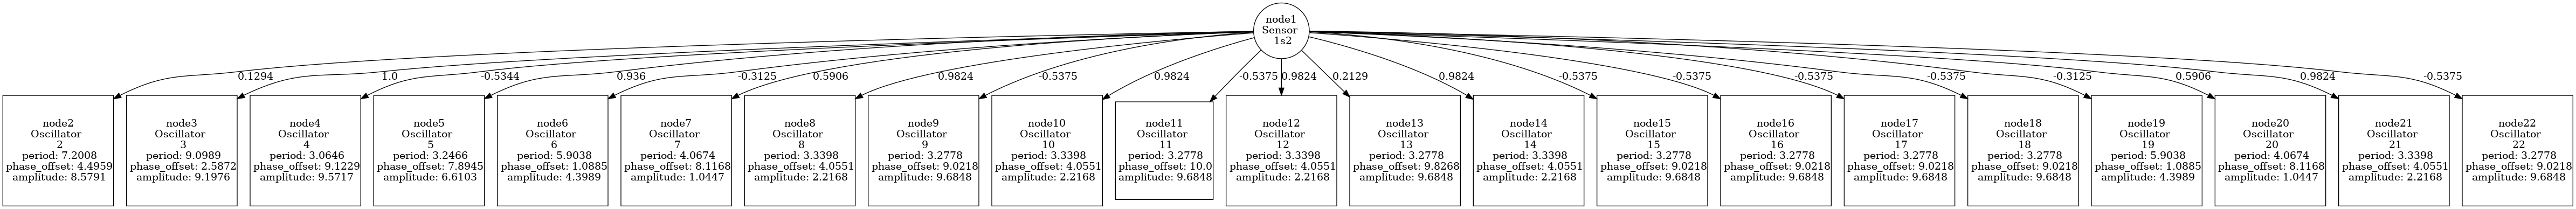 node1
Sensor
1s2
0.1294
1.0
-0.5344
0.936
-0.3125
0.5906
0.9824
-0.5375
0.9824
-0.5375
0.9824
0.2129
0.9824
-0.5375
-0.5375
-0.5375
-0.5375
-0.3125
0.5906
0.9824
-0.5375
node2
Oscillator
2
period: 7.2008
phase_offset: 4.4959
amplitude: 8.5791
node3
Oscillator
3
period: 9.0989
phase_offset: 2.5872
amplitude: 9.1976
node4
Oscillator
4
period: 3.0646
phase_offset: 9.1229
amplitude: 9.5717
node5
Oscillator
5
period: 3.2466
phase_offset: 7.8945
amplitude: 6.6103
node6
Oscillator
6
period: 5.9038
phase_offset: 1.0885
amplitude: 4.3989
node7
Oscillator
7
period: 4.0674
phase_offset: 8.1168
amplitude: 1.0447
node8
Oscillator
8
period: 3.3398
phase_offset: 4.0551
amplitude: 2.2168
node9
Oscillator
9
period: 3.2778
phase_offset: 9.0218
amplitude: 9.6848
node10
Oscillator
10
period: 3.3398
phase_offset: 4.0551
amplitude: 2.2168
node11
Oscillator
11
period: 3.2778
phase_offset: 10.0
amplitude: 9.6848
node12
Oscillator
12
period: 3.3398
phase_offset: 4.0551
amplitude: 2.2168
node13
Oscillator
13
period: 3.2778
phase_offset: 9.8268
amplitude: 9.6848
node14
Oscillator
14
period: 3.3398
phase_offset: 4.0551
amplitude: 2.2168
node15
Oscillator
15
period: 3.2778
phase_offset: 9.0218
amplitude: 9.6848
node16
Oscillator
16
period: 3.2778
phase_offset: 9.0218
amplitude: 9.6848
node17
Oscillator
17
period: 3.2778
phase_offset: 9.0218
amplitude: 9.6848
node18
Oscillator
18
period: 3.2778
phase_offset: 9.0218
amplitude: 9.6848
node19
Oscillator
19
period: 5.9038
phase_offset: 1.0885
amplitude: 4.3989
node20
Oscillator
20
period: 4.0674
phase_offset: 8.1168
amplitude: 1.0447
node21
Oscillator
21
period: 3.3398
phase_offset: 4.0551
amplitude: 2.2168
node22
Oscillator
22
period: 3.2778
phase_offset: 9.0218
amplitude: 9.6848